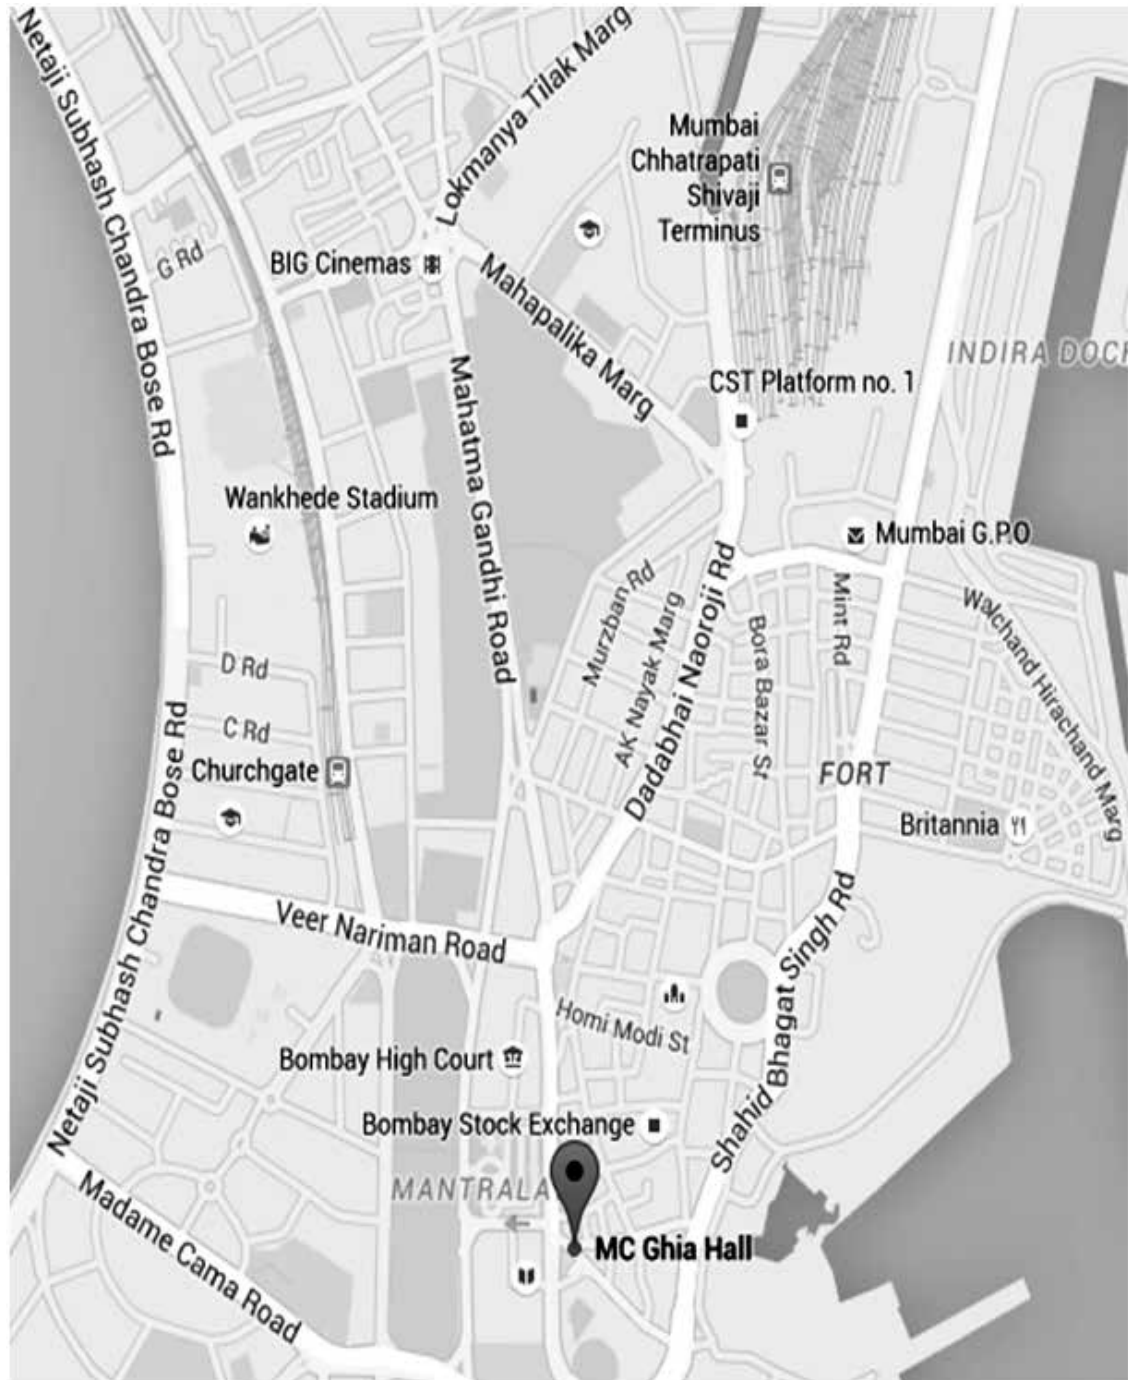 Netaji Subhash Chandra Bose Rd
Lokmanya Tilak Marg
Mumbai
Chhatrapati
Shivaji
Terminus
G Rd
BIG Cinemas
Mahapalika Marg
INDIRA DOCK
CST Platform no. 1
Mahatma Gandhi Road
Wankhede Stadium
Mumbai G.P.O
Murzban Rd
AK Nayak Marg
Dadabhai Naoroji Rd
Bora Bazar St
Mint Rd
Walchand Hirachand Marg
D Rd
C Rd
Churchgate
FORT
Britannia
Netaji Subhash Chandra Bose Rd
Veer Nariman Road
Shahid Bhagat Singh Rd
Homi Modi St
Bombay High Court
Bombay Stock Exchange
MANTRALA
MC Ghia Hall
Madame Cama Road